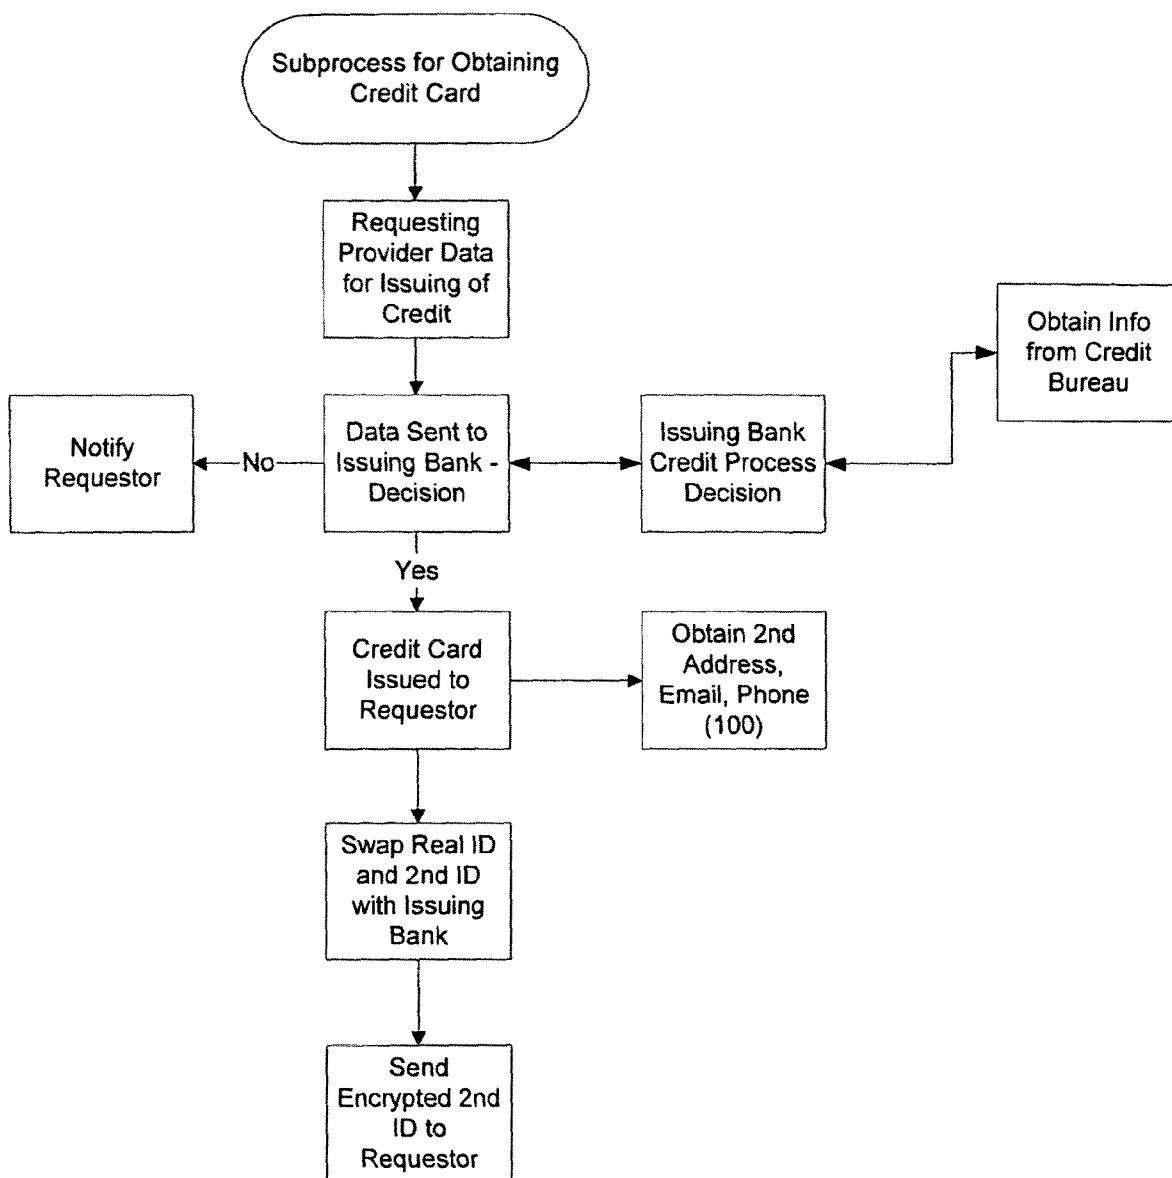 Subprocess for Obtaining
Credit Card
Requesting
Provider Data
for Issuing of
Credit
Obtain Info
from Credit
Bureau
Notify
Requestor
No
Data Sent to
Issuing Bank -
Decision
Issuing Bank
Credit Process
Decision
Yes
Credit Card
Issued to
Requestor
Obtain 2nd
Address,
Email, Phone
(100)
Swap Real ID
and 2nd ID
with Issuing
Bank
Send
Encrypted 2nd
ID to
Requestor